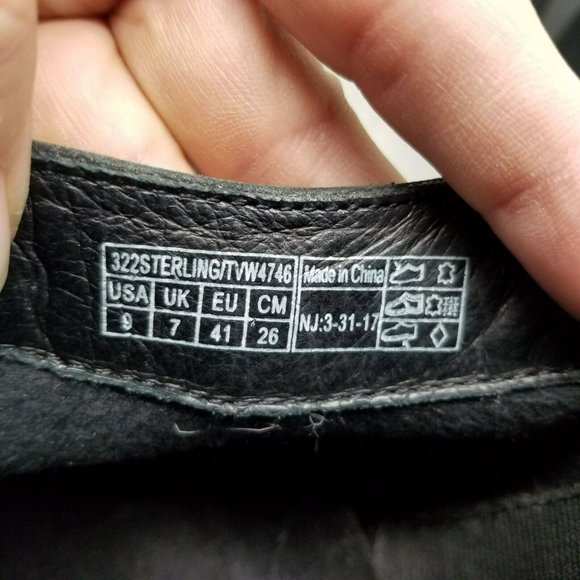 322STERLING/TVW4746 Made in China
USA UK EU CM
9 7 41 26 NJ:3-31-17